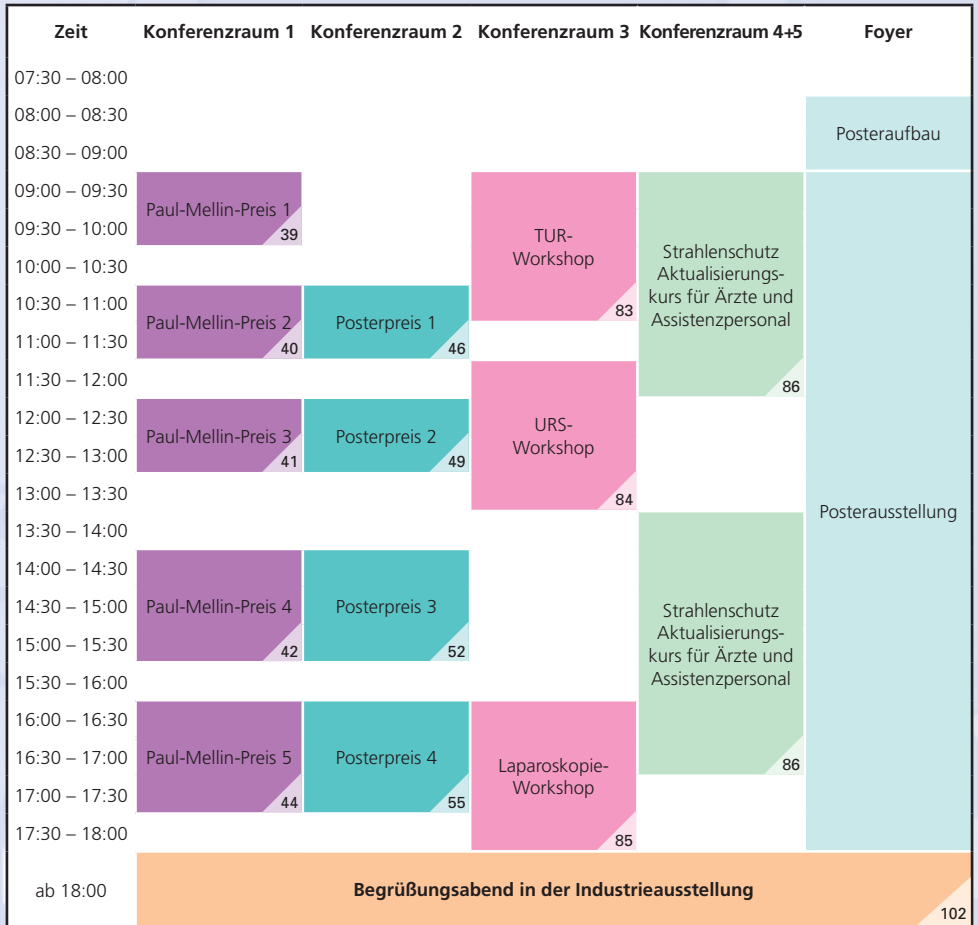 Zeit Konferenzraum 1 Konferenzraum 2 Konferenzraum 3 Konferenzraum 4+5 Foyer
07:30 – 08:00
08:00 – 08:30
Posteraufbau
08:30 – 09:00
09:00 – 09:30
Paul-Mellin-Preis 1
39
09:30 – 10:00
TUR-
Workshop
83
Strahlenschutz
Aktualisierungs-
kurs für Ärzte und
Assistenzpersonal
86
10:00 – 10:30
10:30 – 11:00
Paul-Mellin-Preis 2
40
Posterpreis 1
46
11:00 – 11:30
11:30 – 12:00
12:00 – 12:30
Paul-Mellin-Preis 3
41
Posterpreis 2
49
URS-
Workshop
84
12:30 – 13:00
13:00 – 13:30
Posterausstellung
13:30 – 14:00
14:00 – 14:30
14:30 – 15:00
Paul-Mellin-Preis 4
42
Posterpreis 3
52
Strahlenschutz
Aktualisierungs-
kurs für Ärzte und
Assistenzpersonal
86
15:00 – 15:30
15:30 – 16:00
16:00 – 16:30
16:30 – 17:00
Paul-Mellin-Preis 5
44
Posterpreis 4
55
Laparoskopie-
Workshop
85
17:00 – 17:30
17:30 – 18:00
ab 18:00
Begrüßungsabend in der Industrieausstellung
102